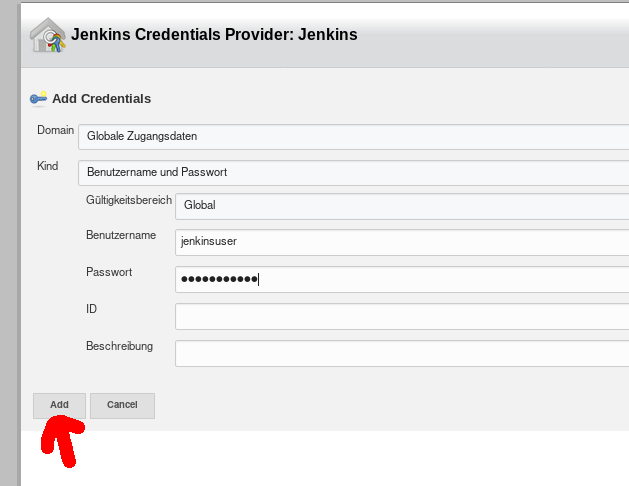 Jenkins Credentials Provider: Jenkins
Add Credentials
Domain
Globale Zugangsdaten
Kind
Benutzername und Passwort
Gültigkeitsbereich
Global
Benutzername
jenkinsuser
Passwort
●●●●●●●●●●●
ID
Beschreibung
Add Cancel